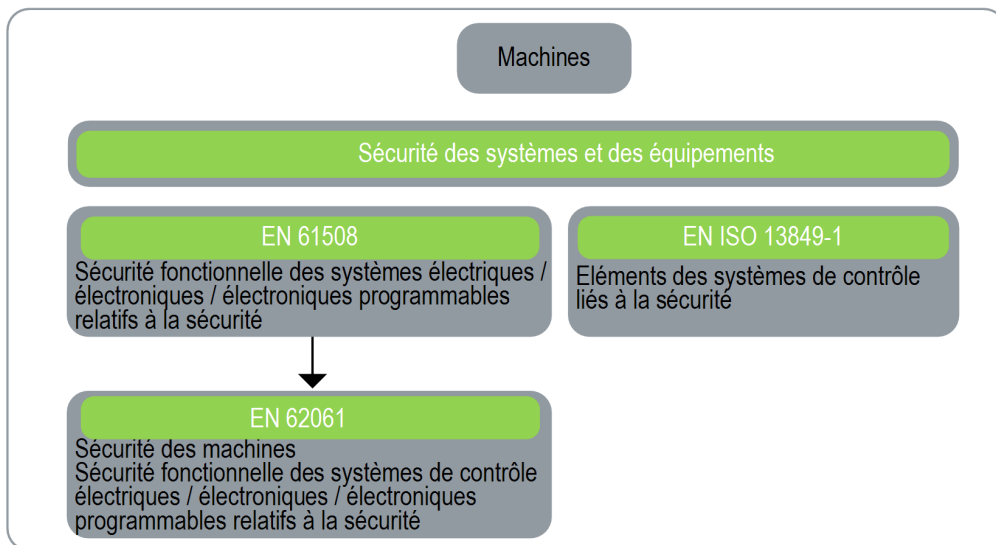 Machines
Sécurité des systèmes et des équipements
EN 61508
Sécurité fonctionnelle des systèmes électriques /
électroniques / électroniques programmables
relatifs à la sécurité
EN ISO 13849-1
Eléments des systèmes de contrôle
liés à la sécurité
EN 62061
Sécurité des machines
Sécurité fonctionnelle des systèmes de contrôle
électriques / électroniques / électroniques
programmables relatifs à la sécurité